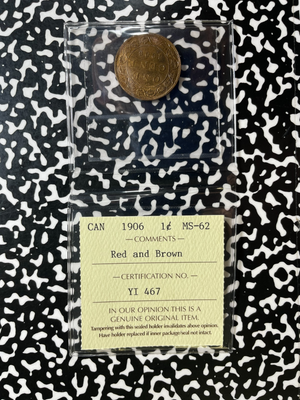 CAN 1906 1¢ MS-62
—COMMENTS—
Red and Brown
—CERTIFICATION NO.—
YI 467
IN OUR OPINION THIS IS A
GENUINE ORIGINAL ITEM.
Tampering with this sealed holder invalidates above opinion.
Have holder replaced if inner package/seal not intact.